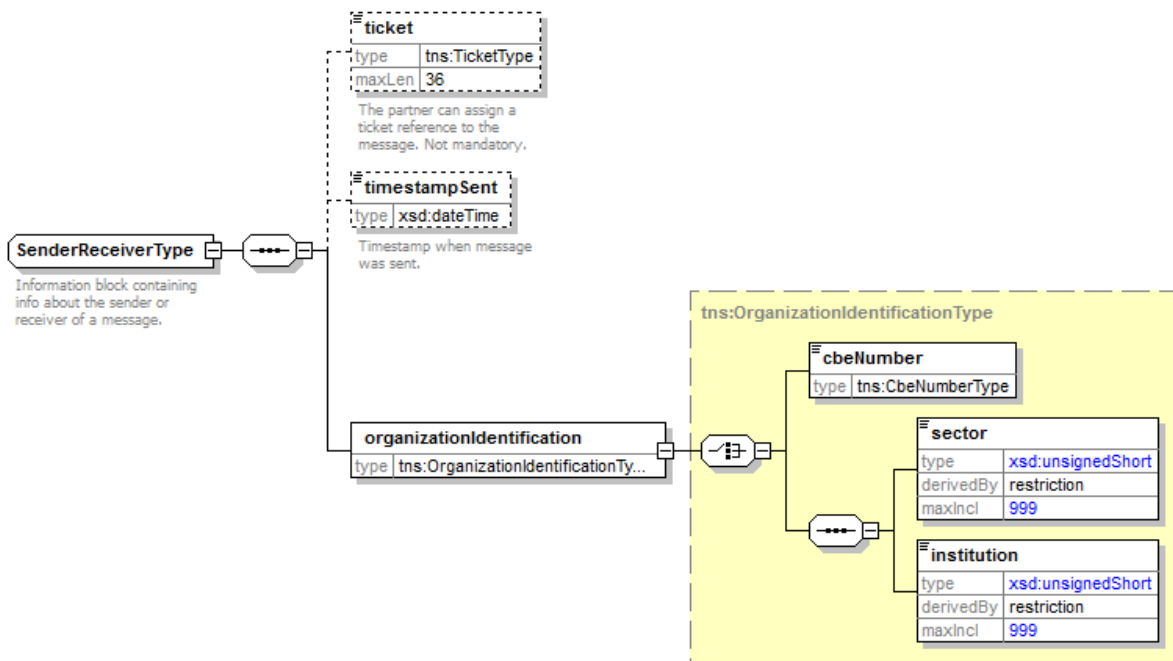 ticket
type tns:TicketType
maxLen 36
The partner can assign a
ticket reference to the
message. Not mandatory.
timestampSent
type xsd:dateTime
Timestamp when message
was sent.
SenderReceiverType
Information block containing
info about the sender or
receiver of a message.
tns:OrganizationIdentificationType
cbeNumber
type tns:CbeNumberType
organizationIdentification
type tns:OrganizationIdentificationTy...
sector
type xsd:unsignedShort
derivedBy restriction
maxIncl 999
institution
type xsd:unsignedShort
derivedBy restriction
maxIncl 999